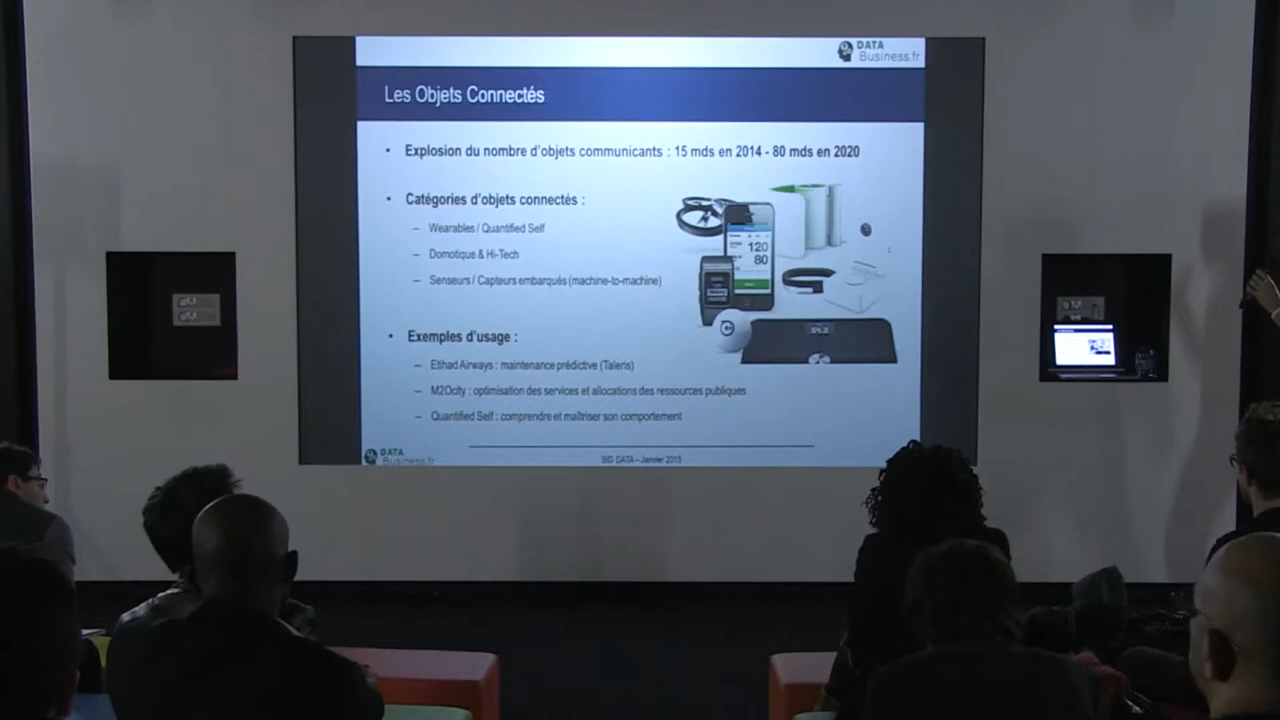 DATA
Business.fr
Les Objets Connectés
• Explosion du nombre d'objets communicants : 15 mds en 2014 - 80 mds en 2020
• Catégories d'objets connectés :
– Wearables / Quantified Self
– Domotique & Hi-Tech
– Senseurs / Capteurs embarqués (machine-to-machine)
120
80
• Exemples d'usage :
– Etihad Airways : maintenance prédictive (Taleris)
– M2Ocity : optimisation des services et allocations des ressources publiques
– Quantified Self : comprendre et maîtriser son comportement
DATA
Business.fr
BIG DATA – Janvier 2015